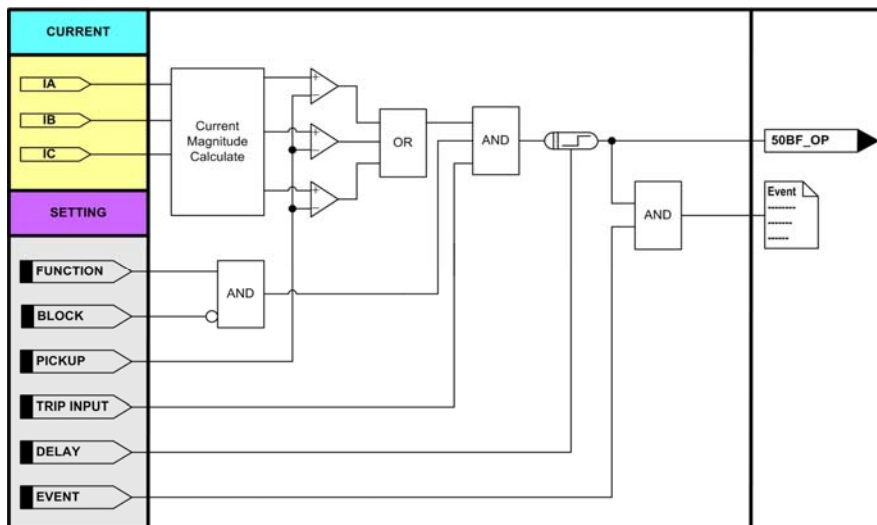 CURRENT
IA
IB
IC
SETTING
FUNCTION
BLOCK
PICKUP
TRIP INPUT
DELAY
EVENT
Current
Magnitude
Calculate
+
−
+
−
+
−
OR
AND
AND
AND
50BF_OP
Event